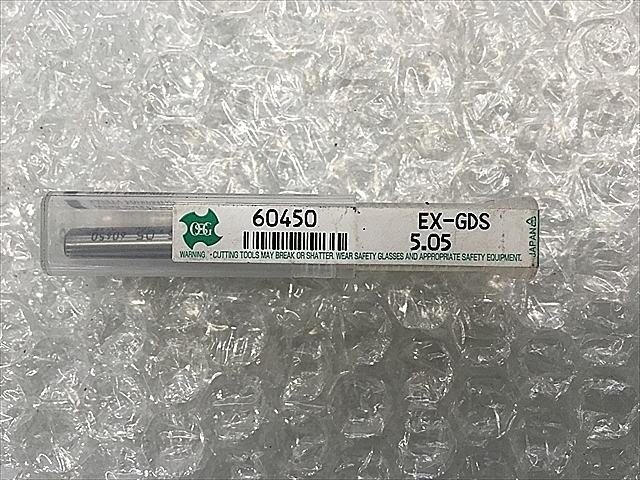 OSG
60450
EX-GDS
5.05
WARNING. •CUTTING TOOLS MAY BREAK OR SHATTER. WEAR SAFETY GLASSES AND APPROPRIATE SAFETY EQUIPMENT.
JAPAN